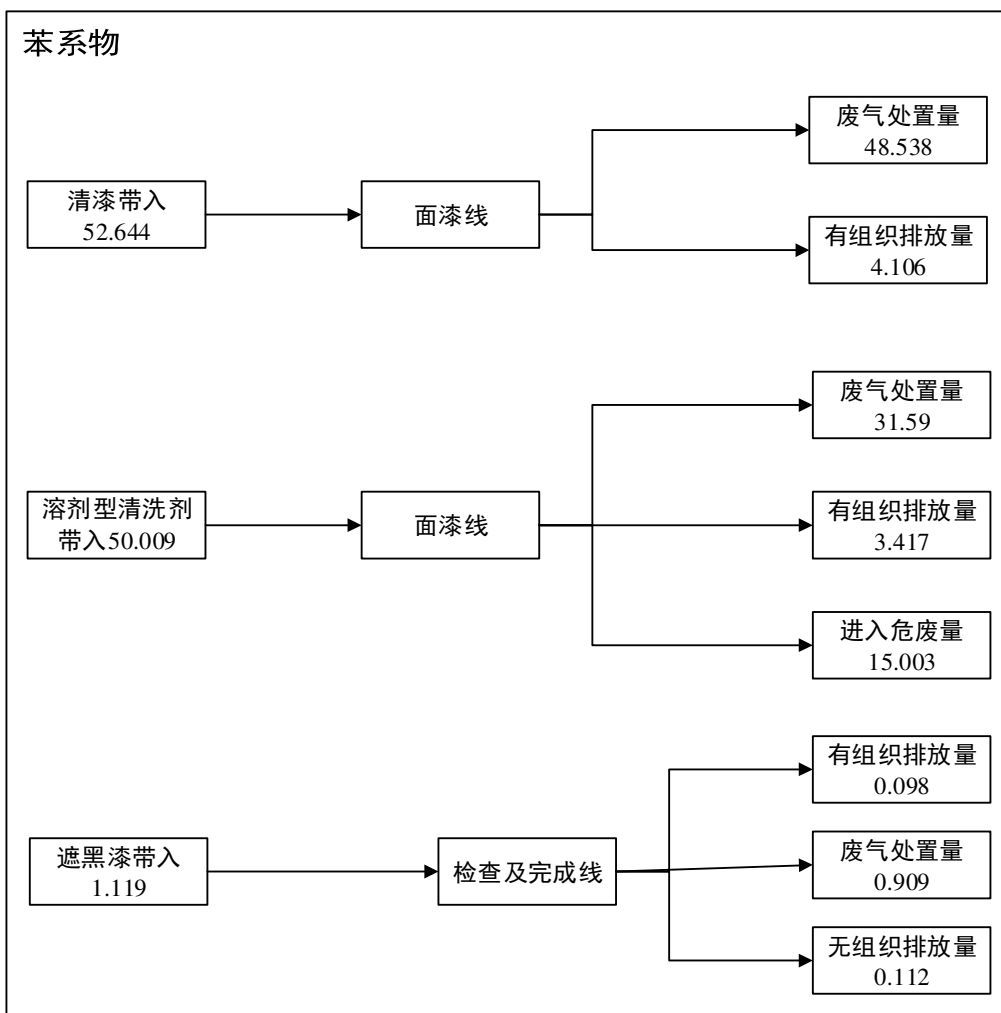 苯系物
清漆带入
52.644
面漆线
废气处置量
48.538
有组织排放量
4.106
溶剂型清洗剂
带入50.009
面漆线
废气处置量
31.59
有组织排放量
3.417
进入危废量
15.003
遮黑漆带入
1.119
检查及完成线
有组织排放量
0.098
废气处置量
0.909
无组织排放量
0.112